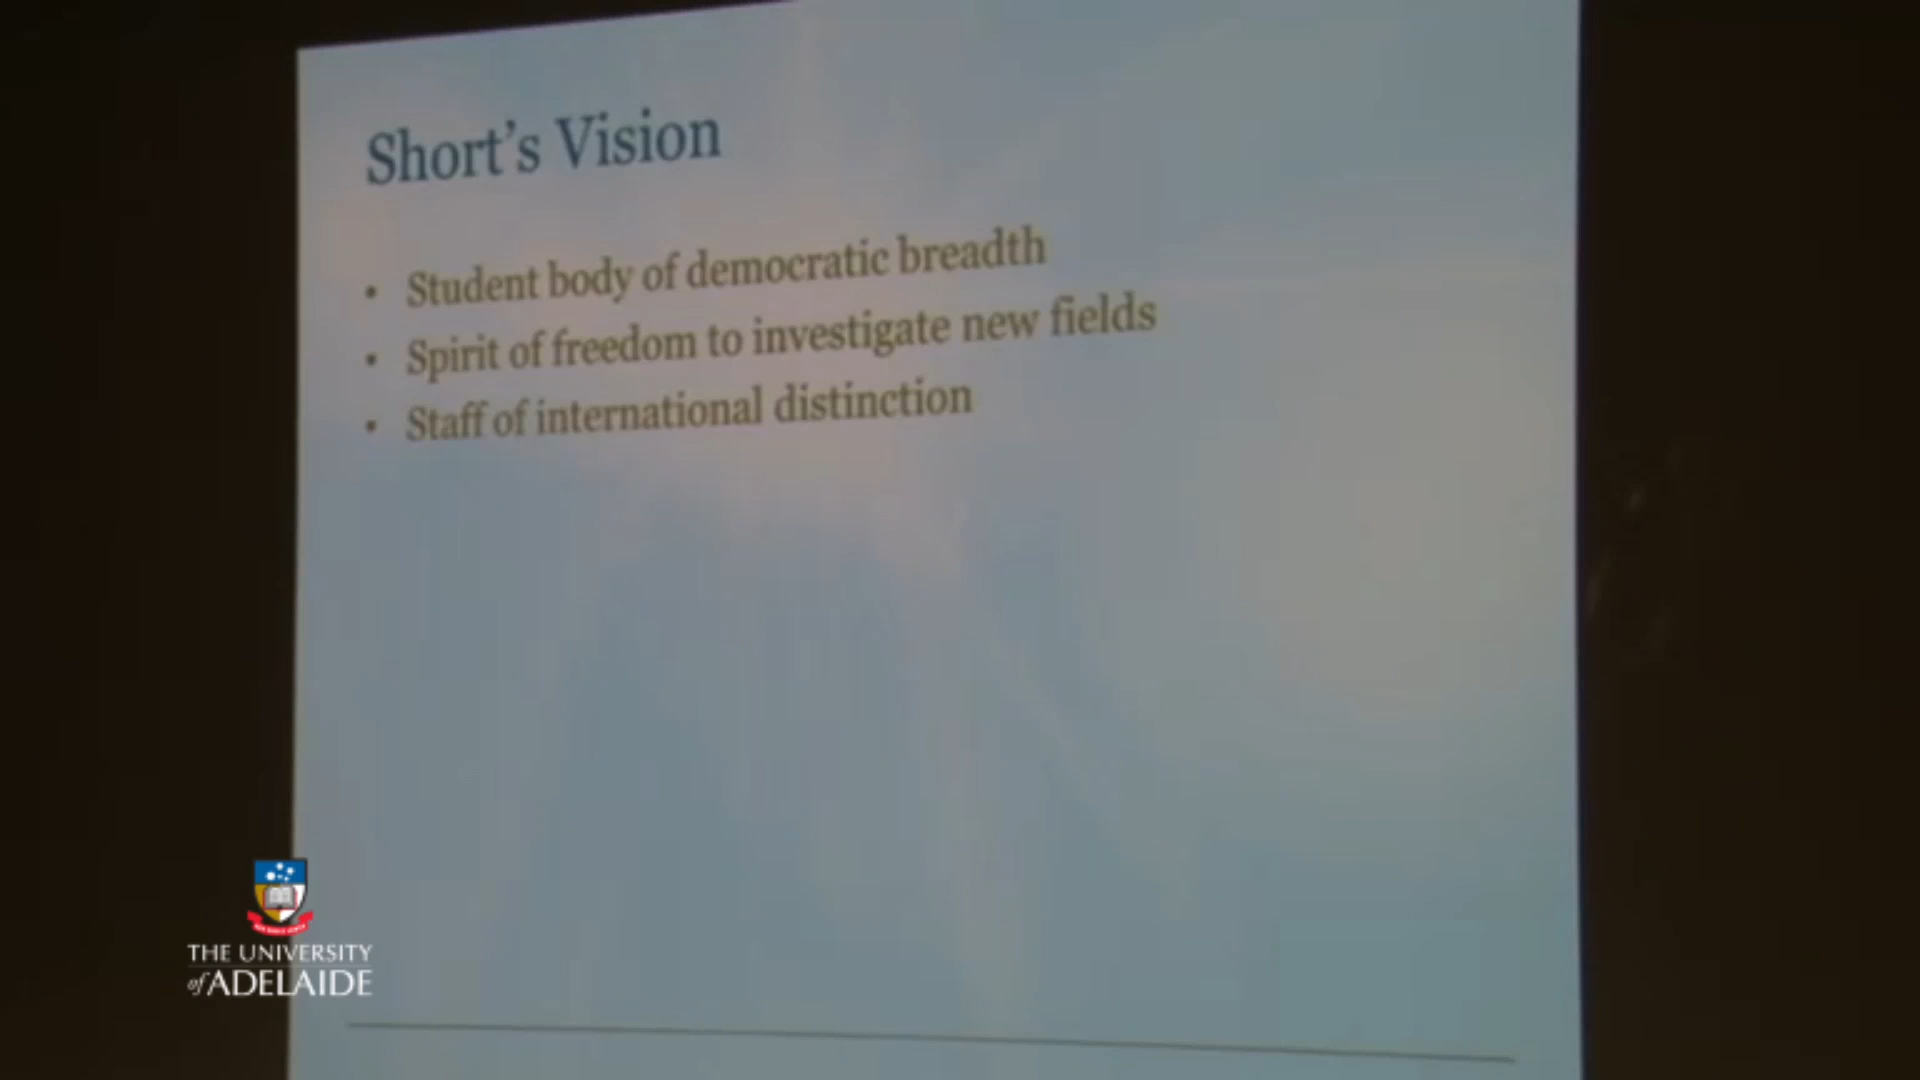 Short's Vision
• Student body of democratic breadth
• Spirit of freedom to investigate new fields
• Staff of international distinction
THE UNIVERSITY
of ADELAIDE